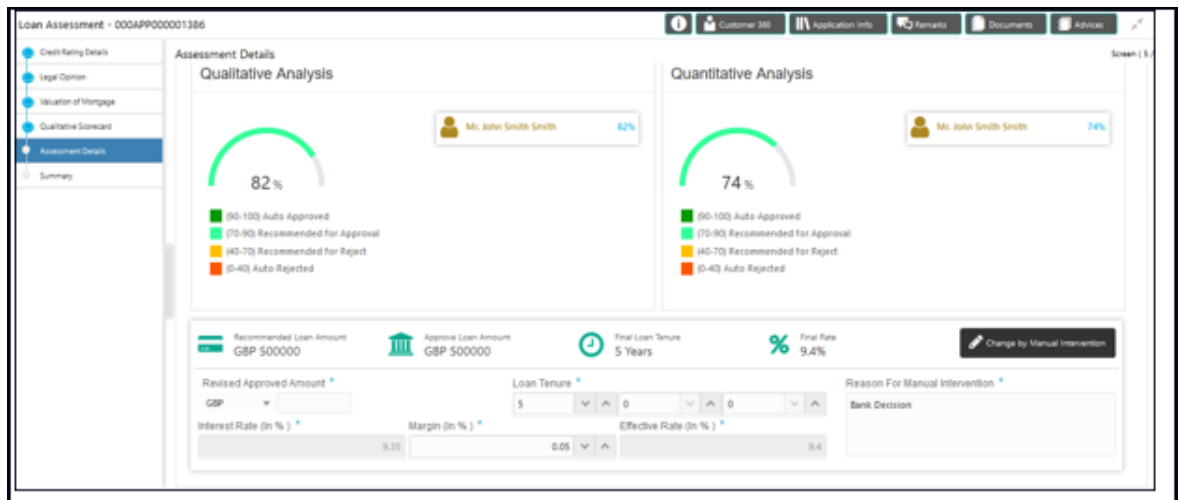 Loan Assessment - 000APP000001386
Customer 360
Application Info
Remarks
Documents
Advices
Credit Rating Details
Legal Opinion
Valuation of Mortgage
Qualitative Scorecard
Assessment Details
Summary
Assessment Details
Screen ( 5 /
Qualitative Analysis
Mr. John Smith Smith 82%
82 %
(90-100) Auto Approved
(70-90) Recommended for Approval
(40-70) Recommended for Reject
(0-40) Auto Rejected
Quantitative Analysis
Mr. John Smith Smith 74%
74 %
(90-100) Auto Approved
(70-90) Recommended for Approval
(40-70) Recommended for Reject
(0-40) Auto Rejected
Recommended Loan Amount
GBP 500000
Approve Loan Amount
GBP 500000
Final Loan Tenure
5 Years
Final Rate
9.4%
Change by Manual Intervention
Revised Approved Amount *
GBP
Loan Tenure *
5 0 0
Reason For Manual Intervention *
Bank Decision
Interest Rate (In % ) *
9.35
Margin (In % ) *
0.05
Effective Rate (In % ) *
9.4